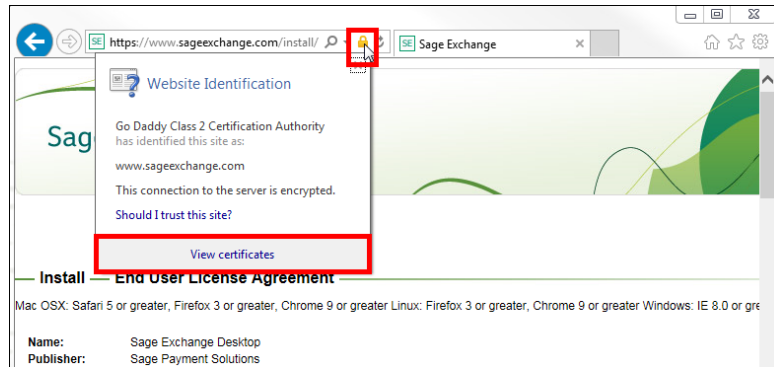 SE https://www.sageexchange.com/install/ SE Sage Exchange
Website Identification
Sag
Go Daddy Class 2 Certification Authority
has identified this site as:
www.sageexchange.com
This connection to the server is encrypted.
Should I trust this site?
View certificates
Install End User License Agreement
Mac OSX: Safari 5 or greater, Firefox 3 or greater, Chrome 9 or greater Linux: Firefox 3 or greater, Chrome 9 or greater Windows: IE 8.0 or gre
Name: Sage Exchange Desktop
Publisher: Sage Payment Solutions